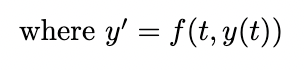 where y′ = f(t, y(t))